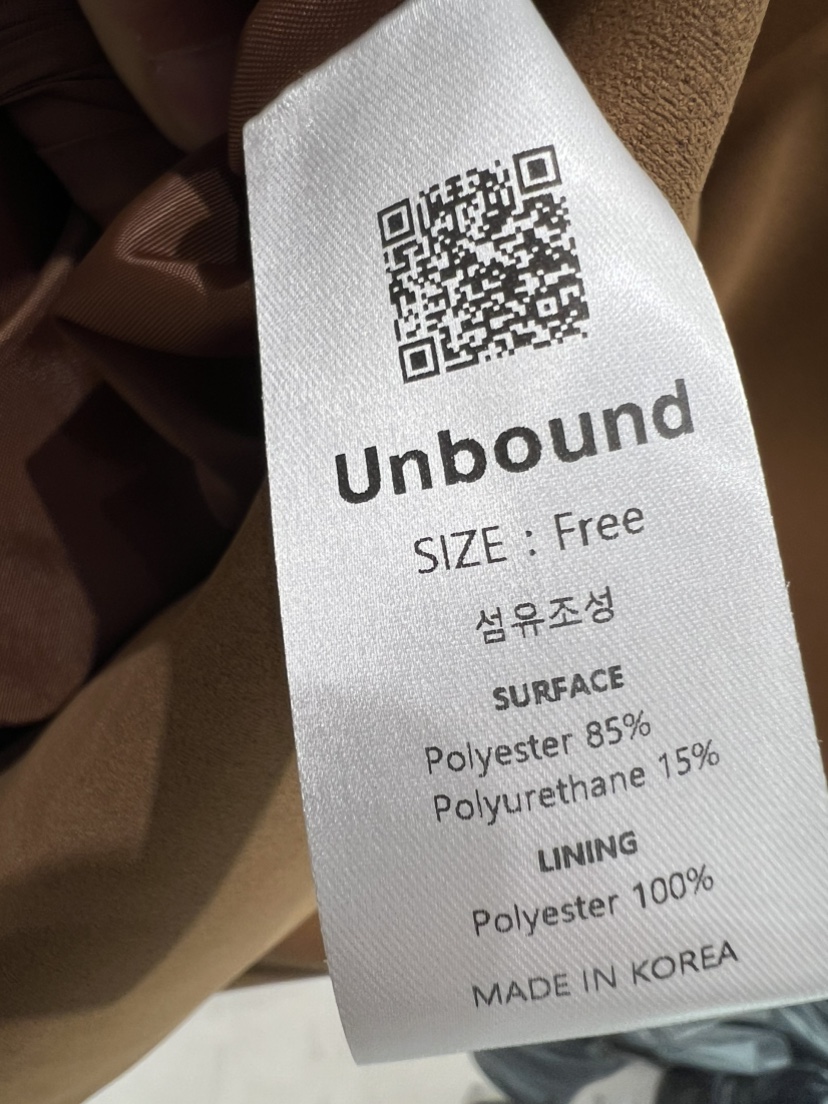 Unbound
SIZE : Free
섬유조성
SURFACE
Polyester 85%
Polyurethane 15%
LINING
Polyester 100%
MADE IN KOREA